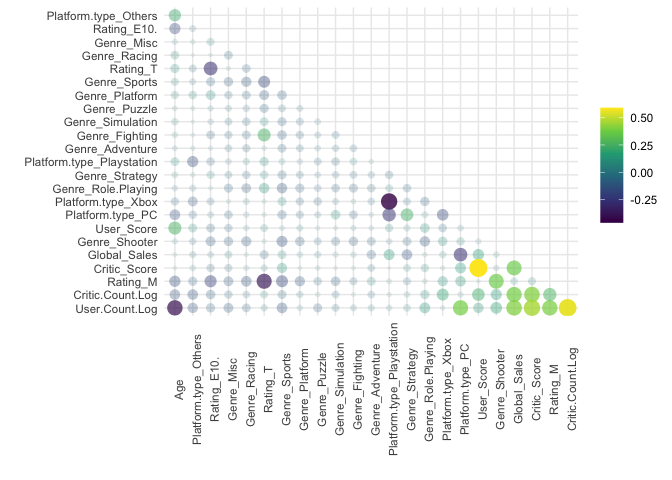 Platform.type_Others
Rating_E10.
Genre_Misc
Genre_Racing
Rating_T
Genre_Sports
Genre_Platform
Genre_Puzzle
Genre_Simulation
Genre_Fighting
Genre_Adventure
Platform.type_Playstation
Genre_Strategy
Genre_Role.Playing
Platform.type_Xbox
Platform.type_PC
User_Score
Genre_Shooter
Global_Sales
Critic_Score
Rating_M
Critic.Count.Log
User.Count.Log
Age
Platform.type_Others
Rating_E10.
Genre_Misc
Genre_Racing
Rating_T
Genre_Sports
Genre_Platform
Genre_Puzzle
Genre_Simulation
Genre_Fighting
Genre_Adventure
Platform.type_Playstation
Genre_Strategy
Genre_Role.Playing
Platform.type_Xbox
Platform.type_PC
User_Score
Genre_Shooter
Global_Sales
Critic_Score
Rating_M
Critic.Count.Log
0.50
0.25
0.00
-0.25